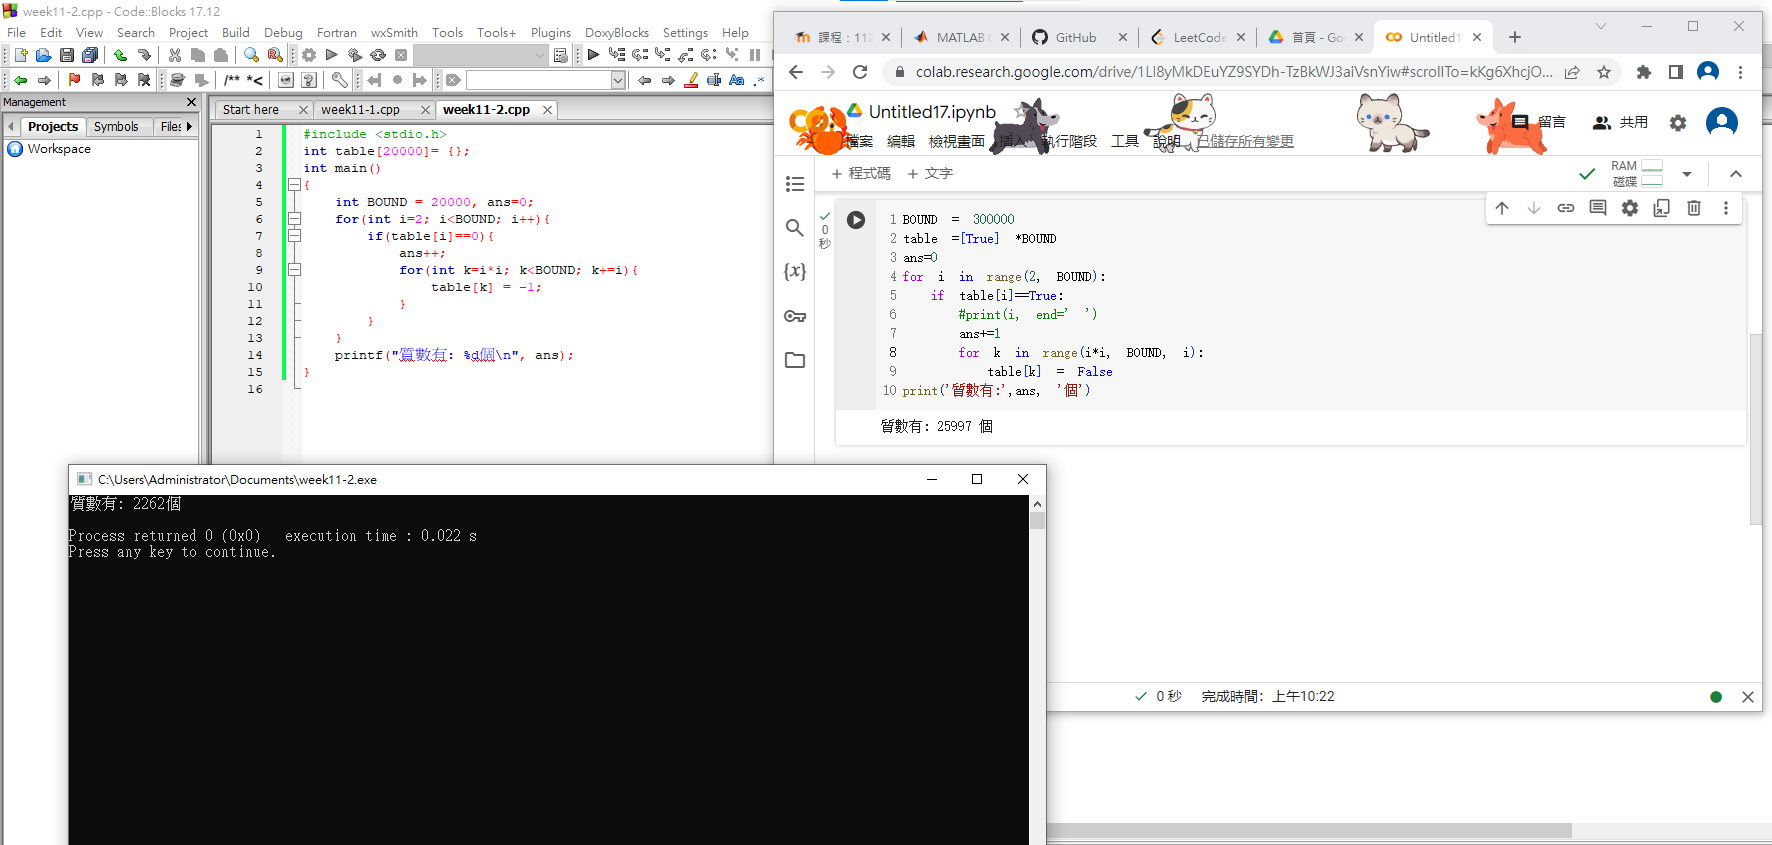 week11-2.cpp - Code::Blocks 17.12
File Edit View Search Project Build Debug Fortran wxSmith Tools Tools+ Plugins DoxyBlocks Settings Help
/** *<
Aa .*
Management
Projects Symbols Files
Workspace
Start here week11-1.cpp week11-2.cpp
1 #include <stdio.h>
2 int table[20000]= {};
3 int main()
4 {
5 int BOUND = 20000, ans=0;
6 for(int i=2; i<BOUND; i++){
7 if(table[i]==0){
8 ans++;
9 for(int k=i*i; k<BOUND; k+=i){
10 table[k] = -1;
11 }
12 }
13 }
14 printf("質數有: %d個\n", ans);
15 }
16
課程：112 MATLAB GitHub LeetCode 首頁 - Goo Untitled1
colab.research.google.com/drive/1Ll8yMkDEuYZ9SYDh-TzBkWJ3aiVsnYiw#scrollTo=kKg6XhcjO...
Untitled17.ipynb
檔案 編輯 檢視畫面 插入 執行階段 工具 說明 已儲存所有變更
留言 共用
+ 程式碼 + 文字
RAM
磁碟
{x}
0
秒
1 BOUND = 300000
2 table =[True] *BOUND
3 ans=0
4 for i in range(2, BOUND):
5 if table[i]==True:
6 #print(i, end=' ')
7 ans+=1
8 for k in range(i*i, BOUND, i):
9 table[k] = False
10 print('質數有:',ans, '個')
質數有: 25997 個
0 秒 完成時間：上午10:22
C:\Users\Administrator\Documents\week11-2.exe
質數有: 2262個
Process returned 0 (0x0) execution time : 0.022 s
Press any key to continue.